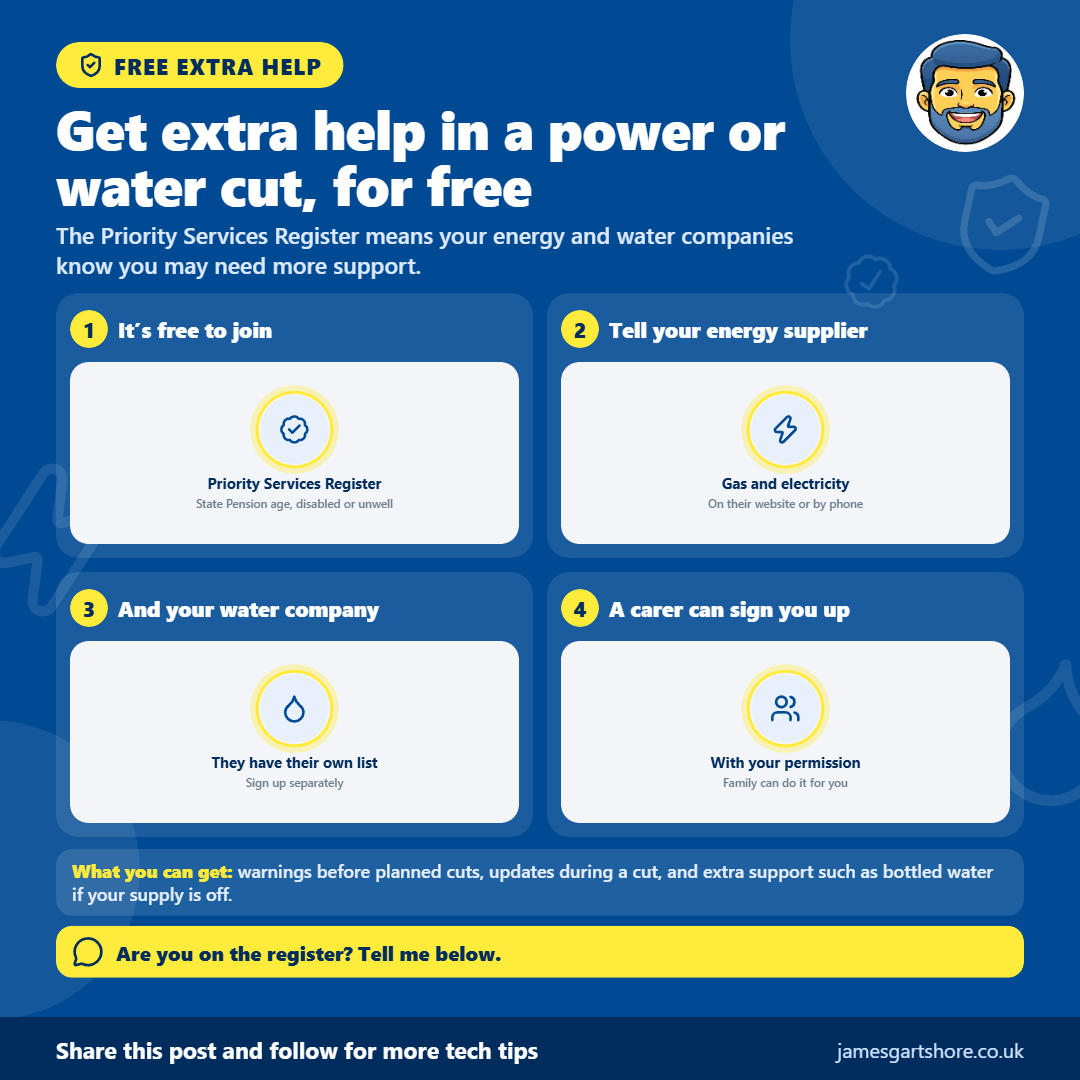 FREE EXTRA HELP
Get extra help in a power or
water cut, for free
The Priority Services Register means your energy and water companies
know you may need more support.
1 It's free to join
Priority Services Register
State Pension age, disabled or unwell
2 Tell your energy supplier
Gas and electricity
On their website or by phone
3 And your water company
They have their own list
Sign up separately
4 A carer can sign you up
With your permission
Family can do it for you
What you can get: warnings before planned cuts, updates during a cut, and extra support such as bottled water
if your supply is off.
Are you on the register? Tell me below.
Share this post and follow for more tech tips
jamesgartshore.co.uk